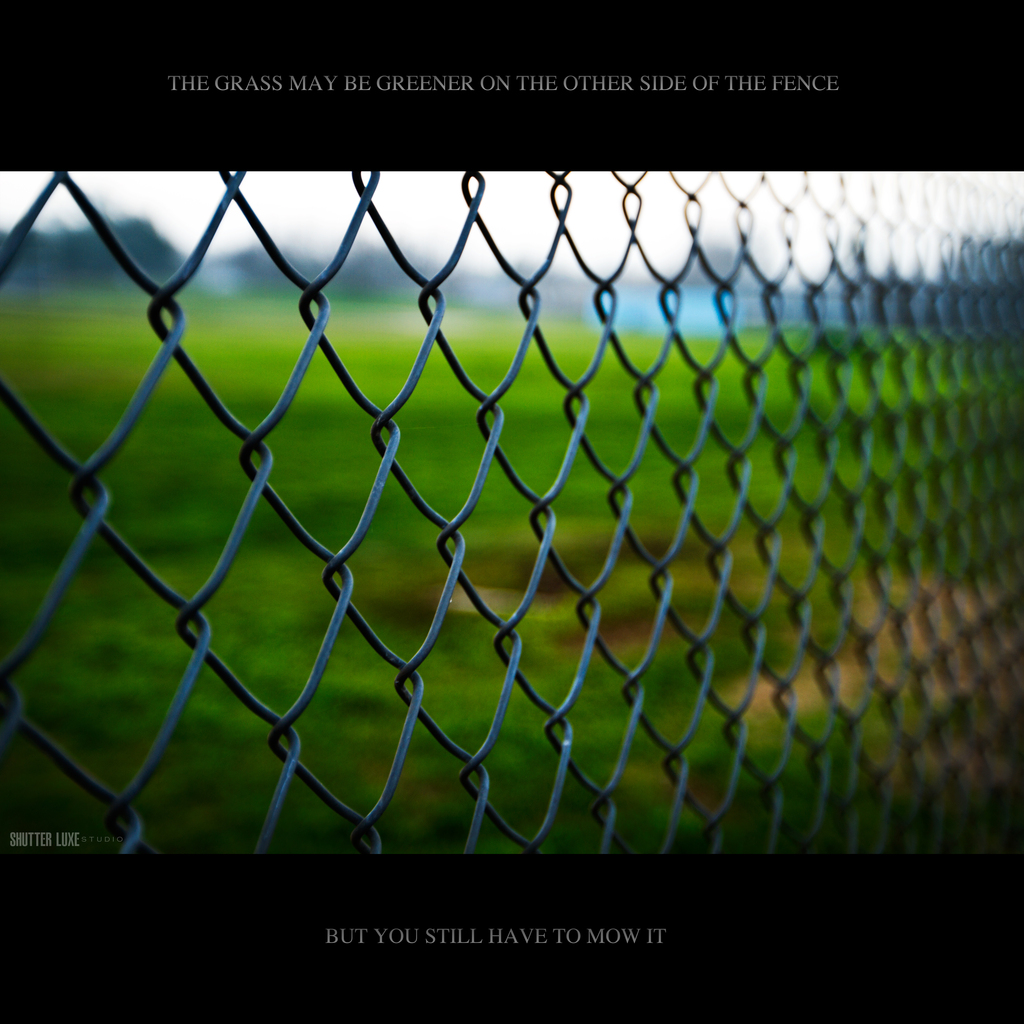 THE GRASS MAY BE GREENER ON THE OTHER SIDE OF THE FENCE
SHUTTER LUXE STUDIO
BUT YOU STILL HAVE TO MOW IT